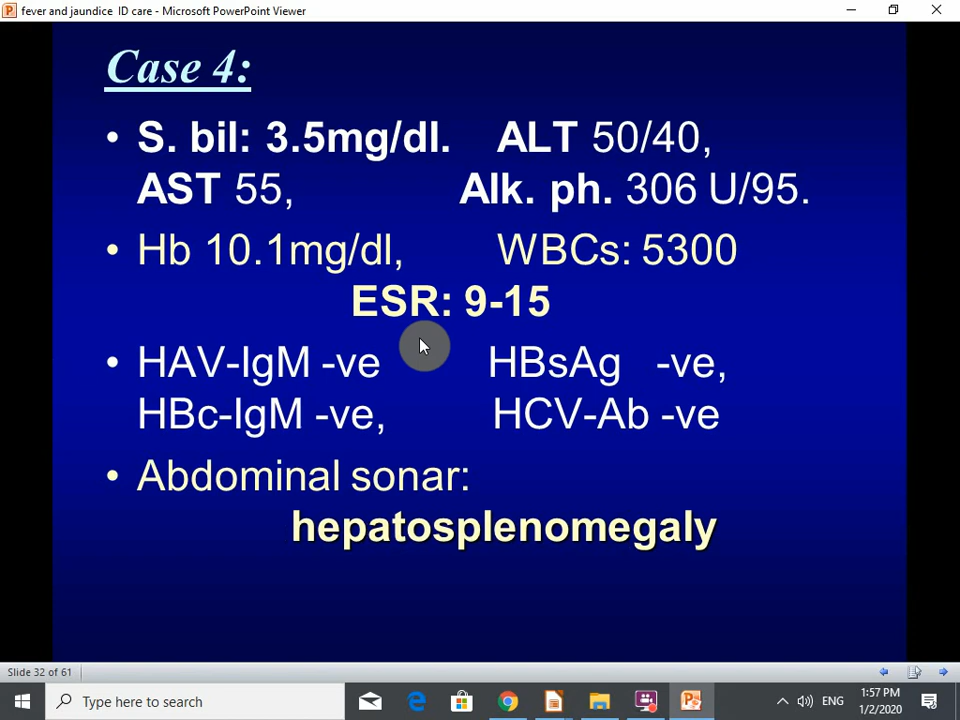 fever and jaundice ID care - Microsoft PowerPoint Viewer
Case 4:
• S. bil: 3.5mg/dl. ALT 50/40,
AST 55, Alk. ph. 306 U/95.
• Hb 10.1mg/dl, WBCs: 5300
ESR: 9-15
• HAV-IgM -ve HBsAg -ve,
HBc-IgM -ve, HCV-Ab -ve
• Abdominal sonar:
hepatosplenomegaly
Slide 32 of 61
Type here to search
ENG
1:57 PM
1/2/2020